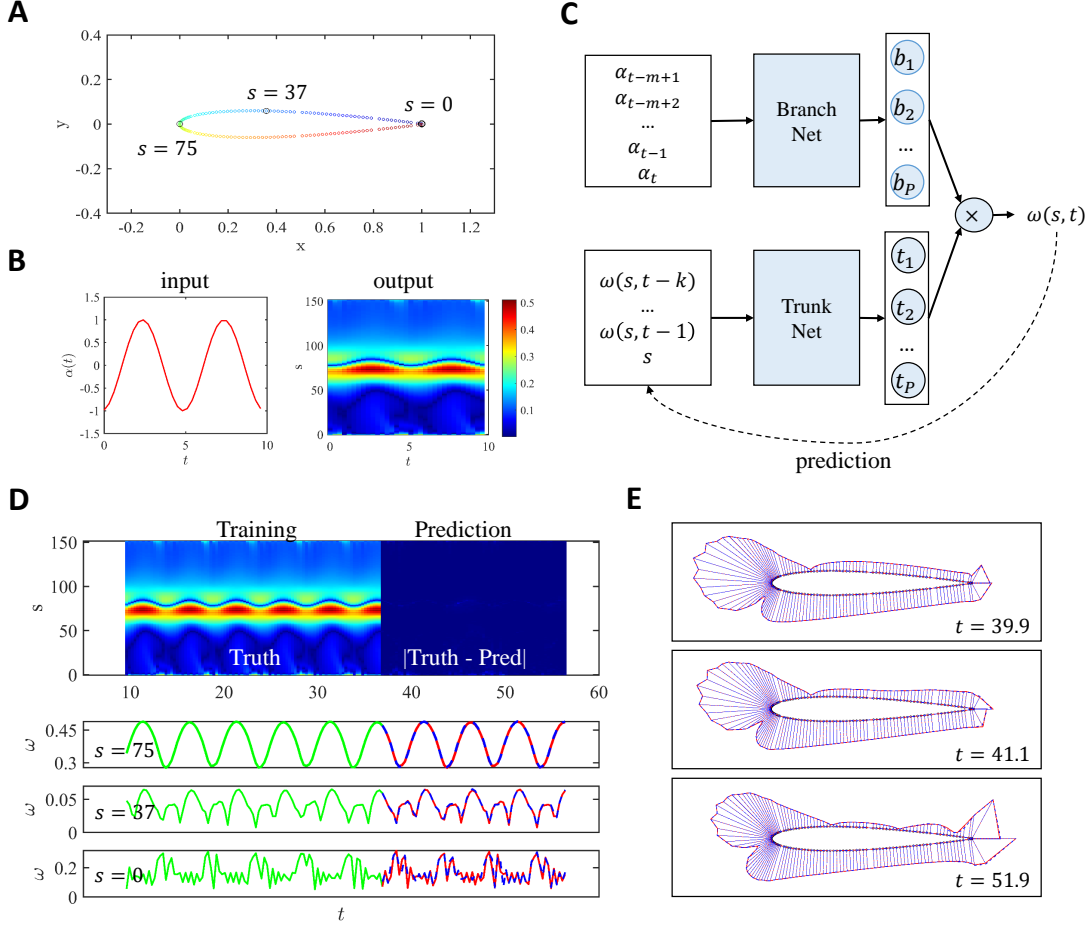 A
0.4
0.2
0
-0.2
-0.4
y
s = 37
s = 0
s = 75
-0.2
0
0.2
0.4
0.6
0.8
1
1.2
x
B
input
1.5
1
0.5
0
-0.5
-1
-1.5
α(t)
0
5
10
t
output
150
100
50
0
s
0
5
10
t
0.5
0.4
0.3
0.2
0.1
C
α_{t−m+1}
α_{t−m+2}
...
α_{t−1}
α_t
Branch
Net
b_1
b_2
...
b_P
×
ω(s, t)
ω(s, t − k)
...
ω(s, t − 1)
s
Trunk
Net
t_1
t_2
...
t_P
prediction
D
Training
Prediction
150
100
50
0
s
Truth
|Truth - Pred|
10
20
30
40
50
60
0.45
0.3
ω
s = 75
0.05
0
ω
s = 37
0.2
0
ω
s = 0
t
E
t = 39.9
t = 41.1
t = 51.9